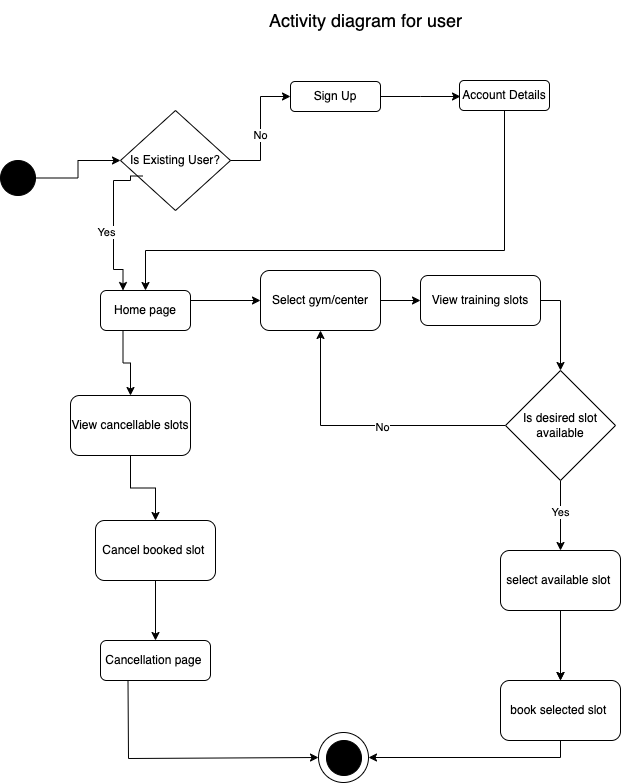 Activity diagram for user
Sign Up
Account Details
No
Is Existing User?
Yes
Home page
Select gym/center
View training slots
View cancellable slots
No
Is desired slot
available
Yes
Cancel booked slot
select available slot
Cancellation page
book selected slot